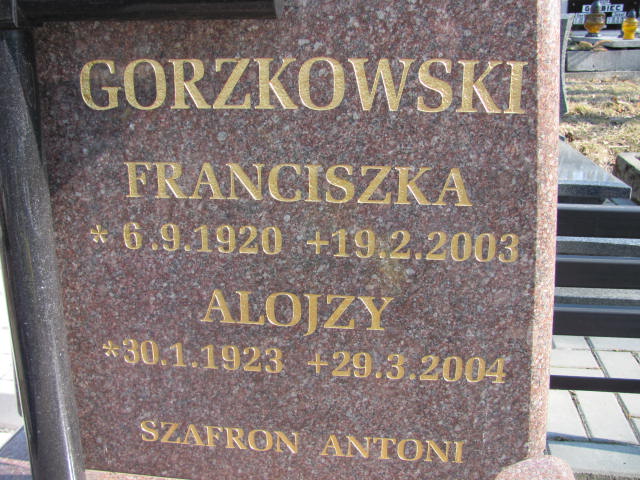 GORZKOWSKI
FRANCISZKA
* 6.9.1920 +19.2.2003
ALOJZY
*30.1.1923 +29.3.2004
SZAFRON ANTONI